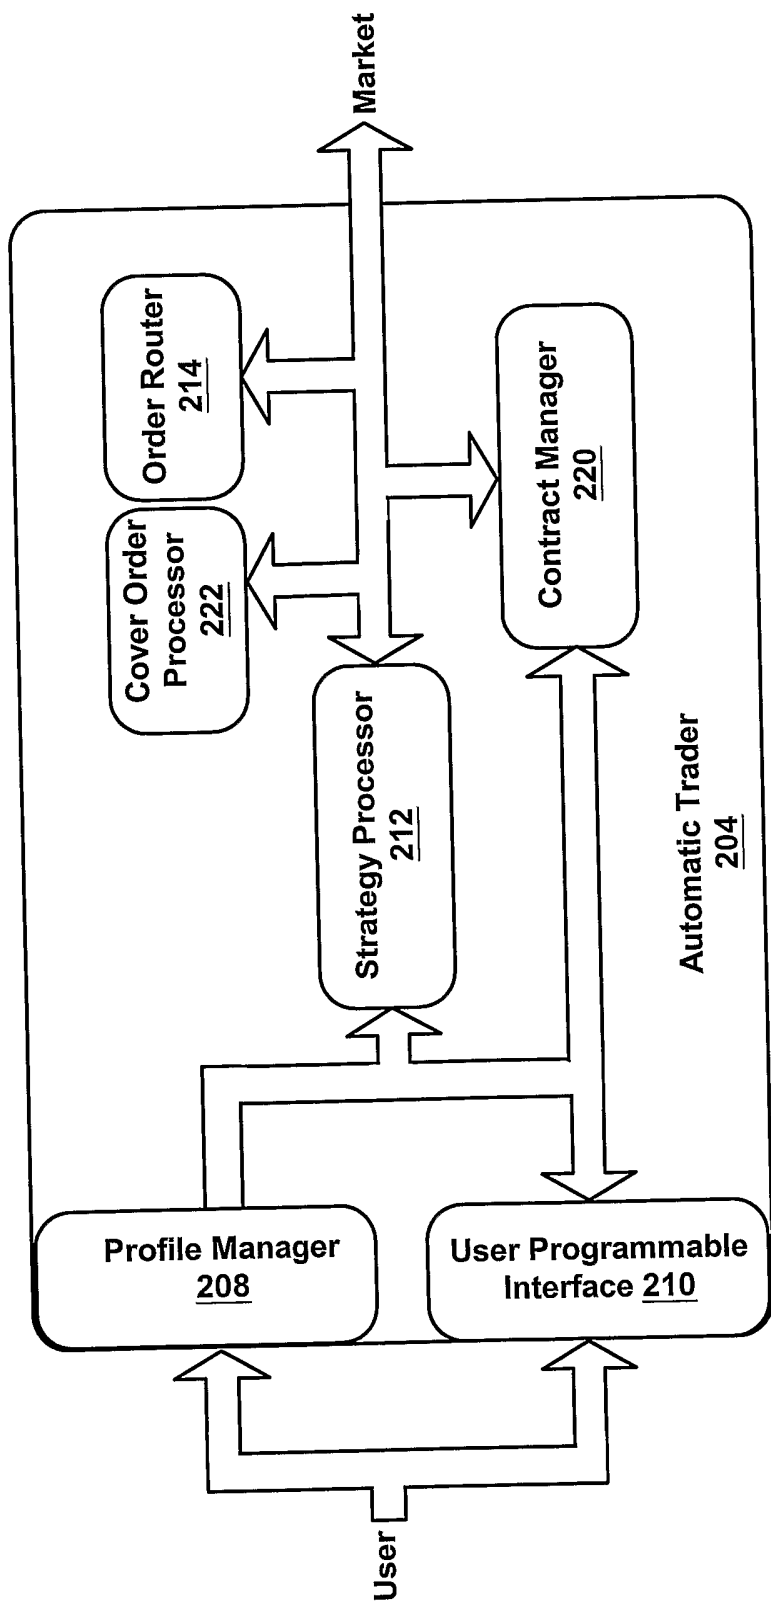 Market
Order Router
214
Cover Order
Processor
222
Contract Manager
220
Strategy Processor
212
Automatic Trader
204
Profile Manager
208
User Programmable
Interface 210
User